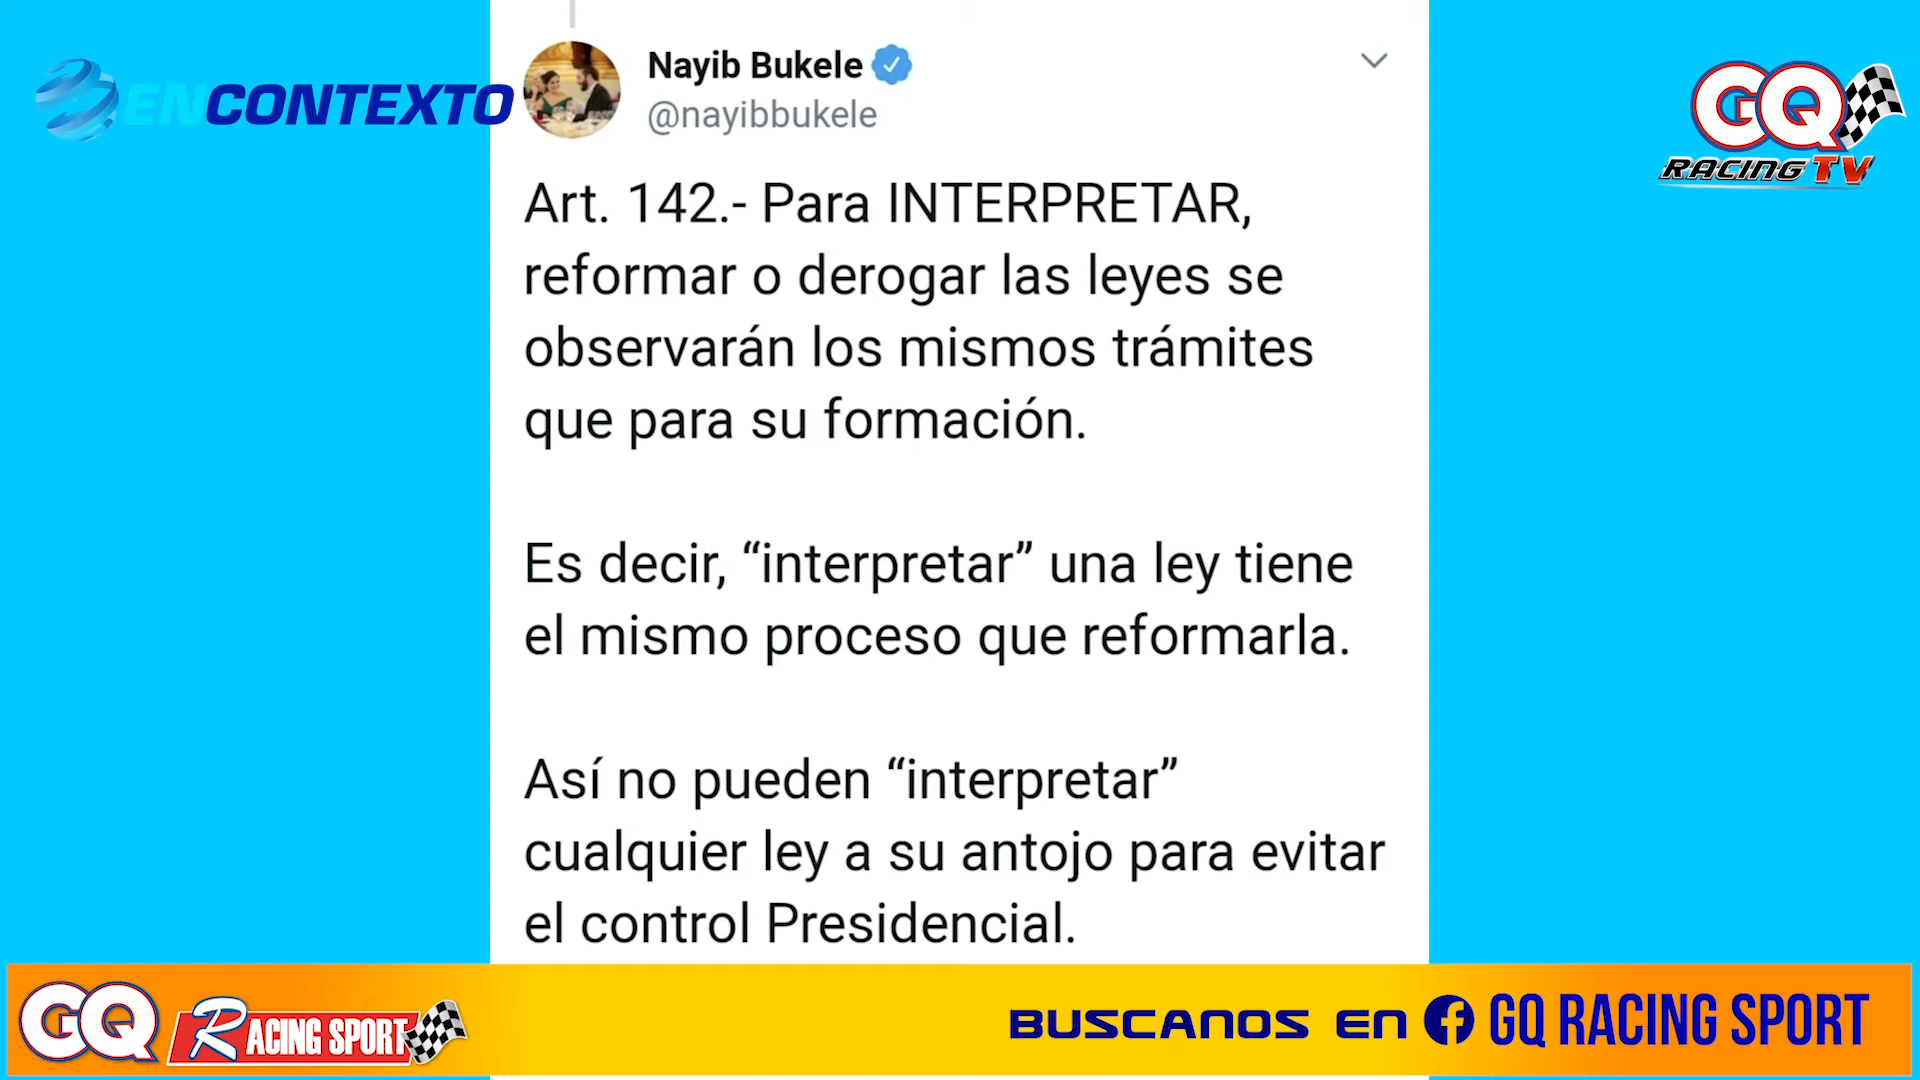 ENCONTEXTO
Nayib Bukele
@nayibbukele
GQ
RACING TV
Art. 142.- Para INTERPRETAR,
reformar o derogar las leyes se
observarán los mismos trámites
que para su formación.
Es decir, “interpretar” una ley tiene
el mismo proceso que reformarla.
Así no pueden “interpretar”
cualquier ley a su antojo para evitar
el control Presidencial.
GQ RACING SPORT
BUSCANOS EN GQ RACING SPORT